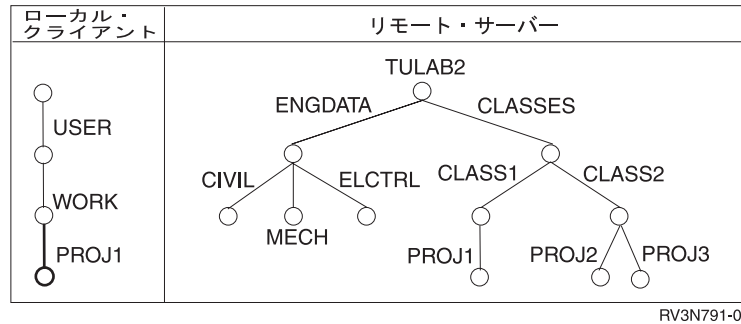 ローカル・
クライアント
リモート・サーバー
TULAB2
ENGDATA
CLASSES
USER
CIVIL
ELCTRL
CLASS1
CLASS2
WORK
MECH
PROJ1
PROJ1
PROJ2
PROJ3
RV3N791-0